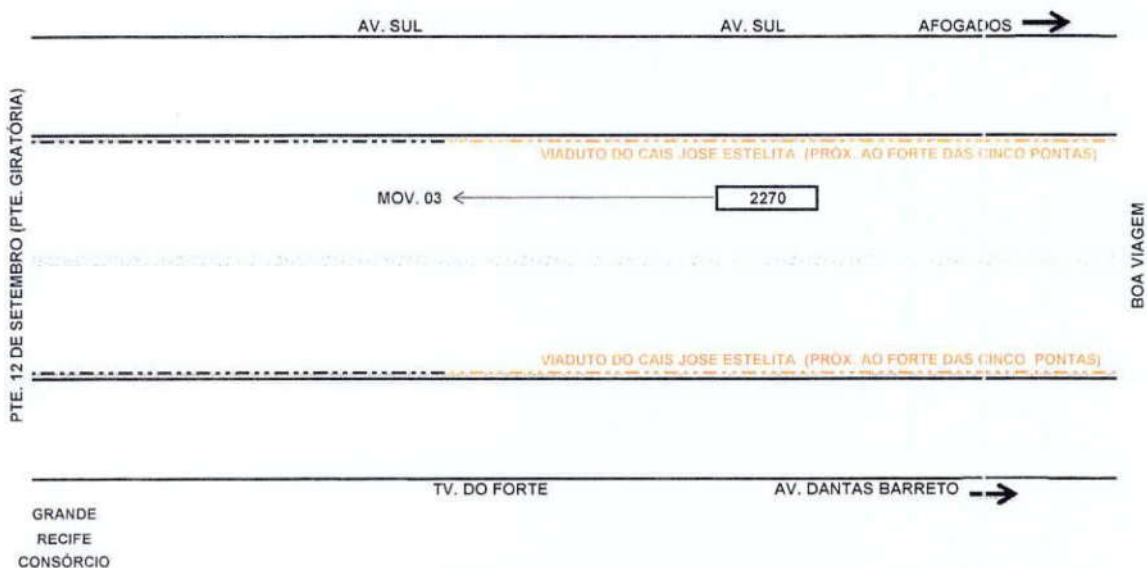 AV. SUL AV. SUL AFOGADOS
PTE. 12 DE SETEMBRO (PTE. GIRATÓRIA)
VIADUTO DO CAIS JOSE ESTELITA (PRÓX. AO FORTE DAS CINCO PONTAS)
MOV. 03 2270
BOA VIAGEM
VIADUTO DO CAIS JOSE ESTELITA (PRÓX. AO FORTE DAS CINCO PONTAS)
TV. DO FORTE AV. DANTAS BARRETO
GRANDE
RECIFE
CONSÓRCIO